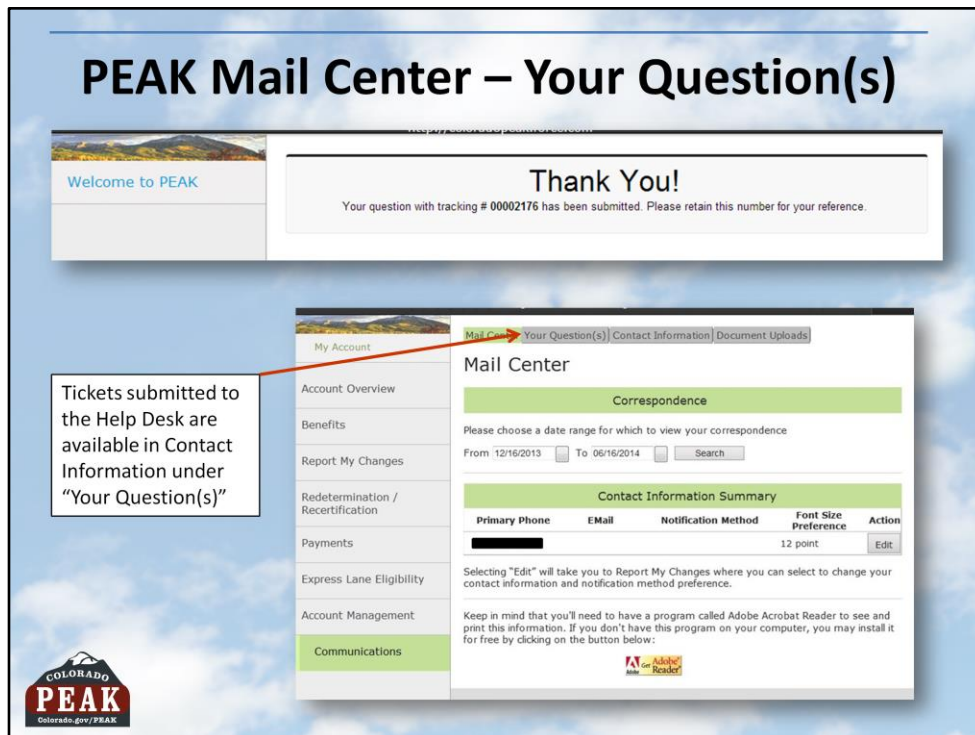 PEAK Mail Center – Your Question(s)
Welcome to PEAK
Thank You!
Your question with tracking # 00002176 has been submitted. Please retain this number for your reference.
Tickets submitted to
the Help Desk are
available in Contact
Information under
“Your Question(s)”
My Account
Account Overview
Benefits
Report My Changes
Redetermination /
Recertification
Payments
Express Lane Eligibility
Account Management
Communications
Mail Center Your Question(s) Contact Information Document Uploads
Mail Center
Correspondence
Please choose a date range for which to view your correspondence
From 12/16/2013 To 06/16/2014 Search
Contact Information Summary
Primary Phone EMail Notification Method Font Size Preference Action
12 point Edit
Selecting "Edit" will take you to Report My Changes where you can select to change your
contact information and notification method preference.
Keep in mind that you'll need to have a program called Adobe Acrobat Reader to see and
print this information. If you don't have this program on your computer, you may install it
for free by clicking on the button below:
Adobe Get Adobe Reader
COLORADO
PEAK
Colorado.gov/PEAK